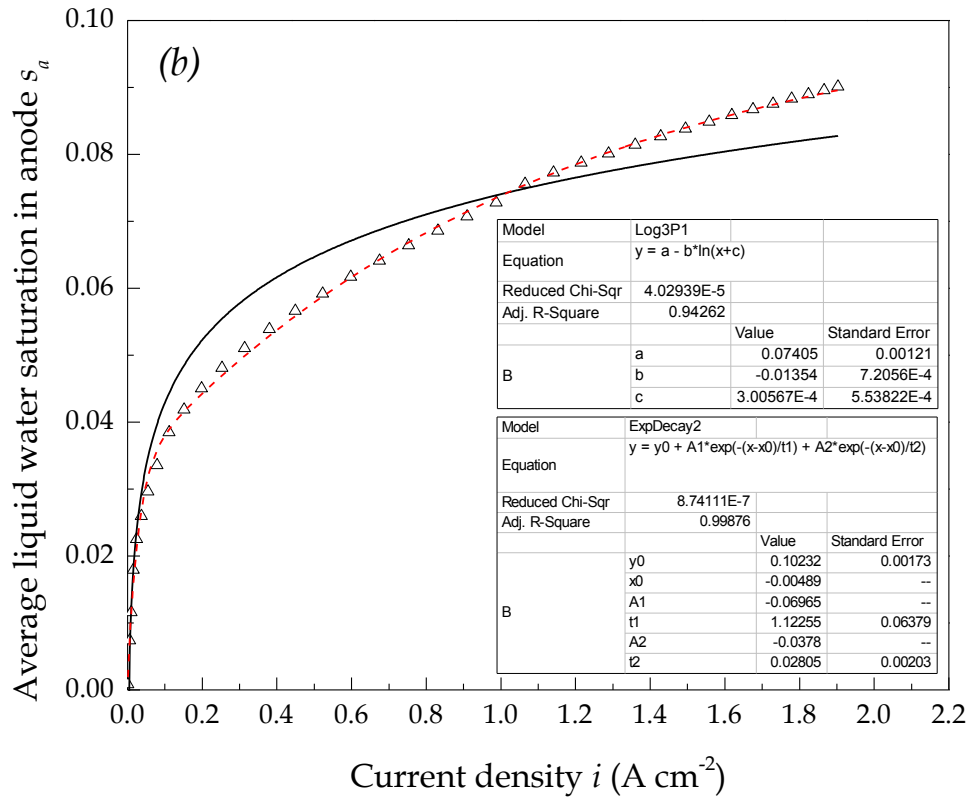 0.10
0.08
0.06
0.04
0.02
0.00
Average liquid water saturation in anode sₐ
(b)
Model Log3P1
Equation y = a - b*ln(x+c)
Reduced Chi-Sqr 4.02939E-5
Adj. R-Square 0.94262
Value Standard Error
B a 0.07405 0.00121
b -0.01354 7.2056E-4
c 3.00567E-4 5.53822E-4
Model ExpDecay2
Equation y = y0 + A1*exp(-(x-x0)/t1) + A2*exp(-(x-x0)/t2)
Reduced Chi-Sqr 8.74111E-7
Adj. R-Square 0.99876
Value Standard Error
B y0 0.10232 0.00173
x0 -0.00489 --
A1 -0.06965 --
t1 1.12255 0.06379
A2 -0.0378 --
t2 0.02805 0.00203
0.0 0.2 0.4 0.6 0.8 1.0 1.2 1.4 1.6 1.8 2.0 2.2
Current density i (A cm⁻²)